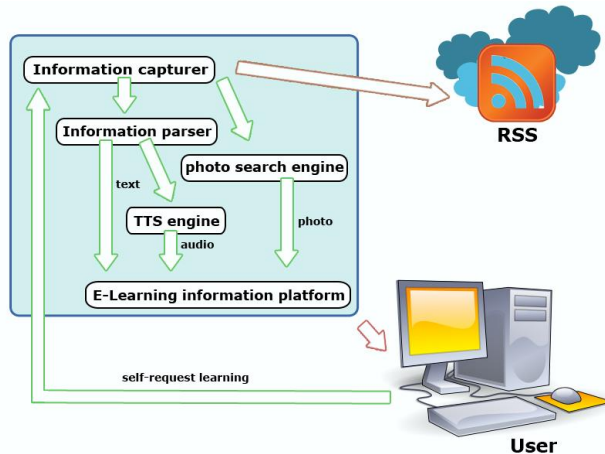 Information capturer
RSS
Information parser
photo search engine
text
TTS engine
photo
audio
E-Learning information platform
self-request learning
User